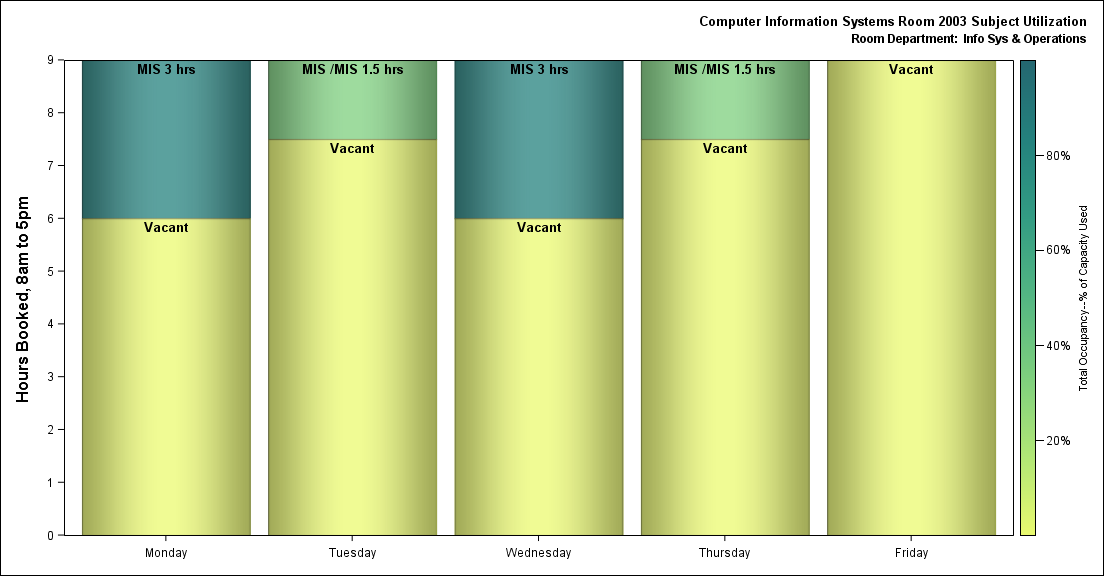 Computer Information Systems Room 2003 Subject Utilization
Room Department: Info Sys & Operations
Hours Booked, 8am to 5pm
9
8
7
6
5
4
3
2
1
0
MIS 3 hrs
Vacant
MIS /MIS 1.5 hrs
Vacant
MIS 3 hrs
Vacant
MIS /MIS 1.5 hrs
Vacant
Vacant
Monday
Tuesday
Wednesday
Thursday
Friday
80%
60%
40%
20%
Total Occupancy--% of Capacity Used